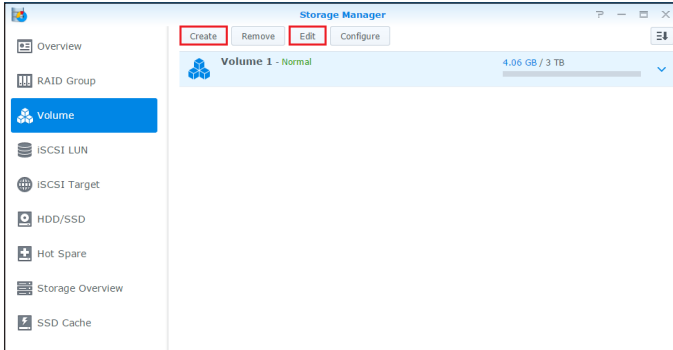 Storage Manager
Create Remove Edit Configure
Overview
RAID Group
Volume
iSCSI LUN
iSCSI Target
HDD/SSD
Hot Spare
Storage Overview
SSD Cache
Volume 1 - Normal
4.06 GB / 3 TB